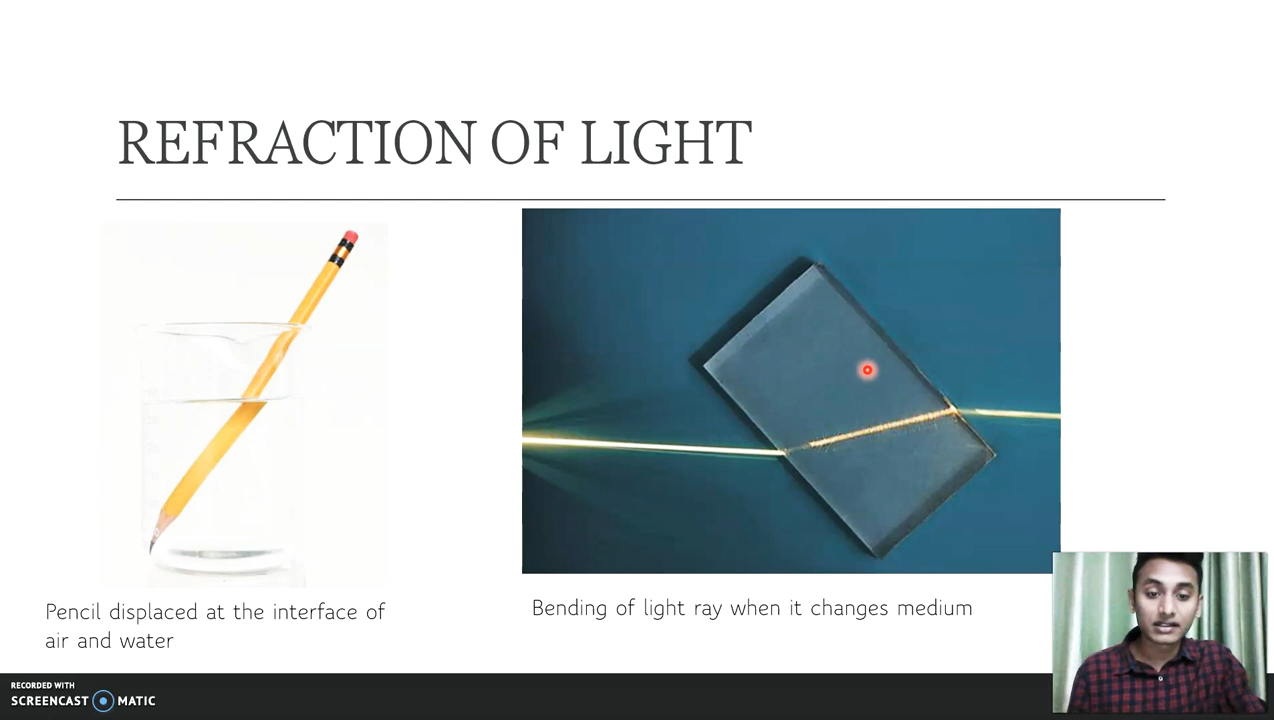 REFRACTION OF LIGHT
Pencil displaced at the interface of
air and water
Bending of light ray when it changes medium
RECORDED WITH
SCREENCAST MATIC